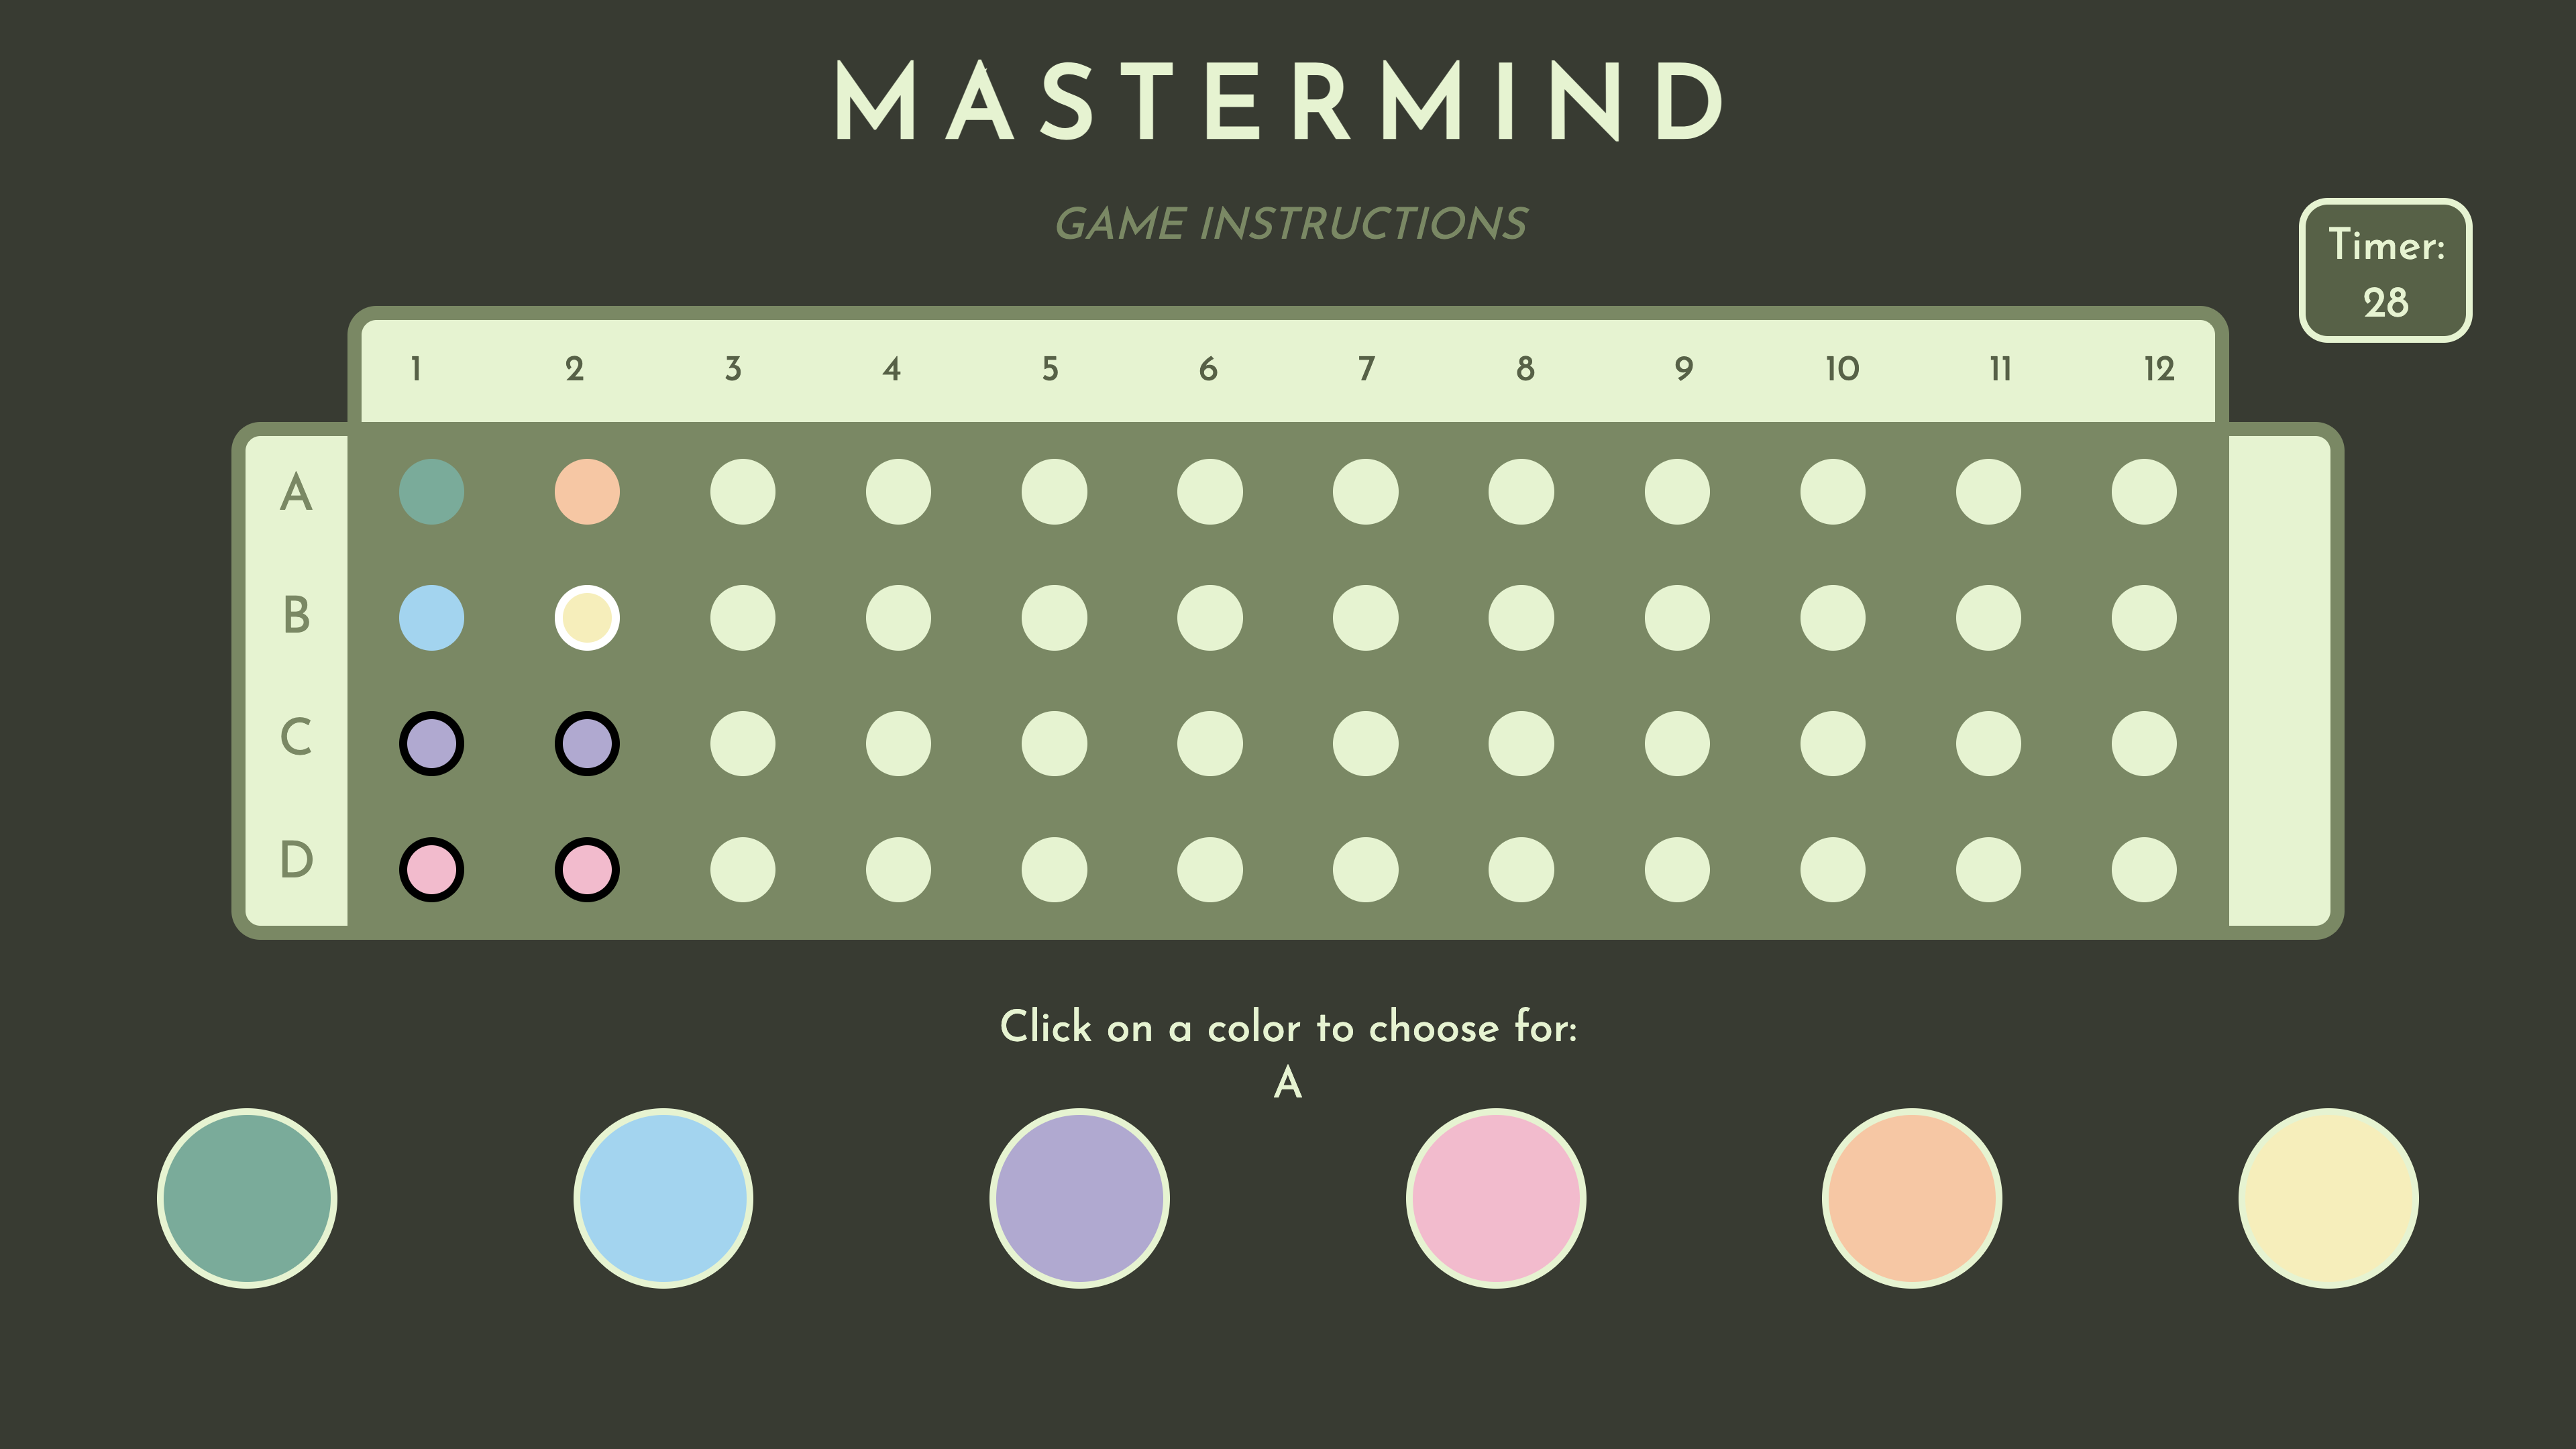 MASTERMIND
GAME INSTRUCTIONS
Timer:
28
1 2 3 4 5 6 7 8 9 10 11 12
A
B
C
D
Click on a color to choose for:
A